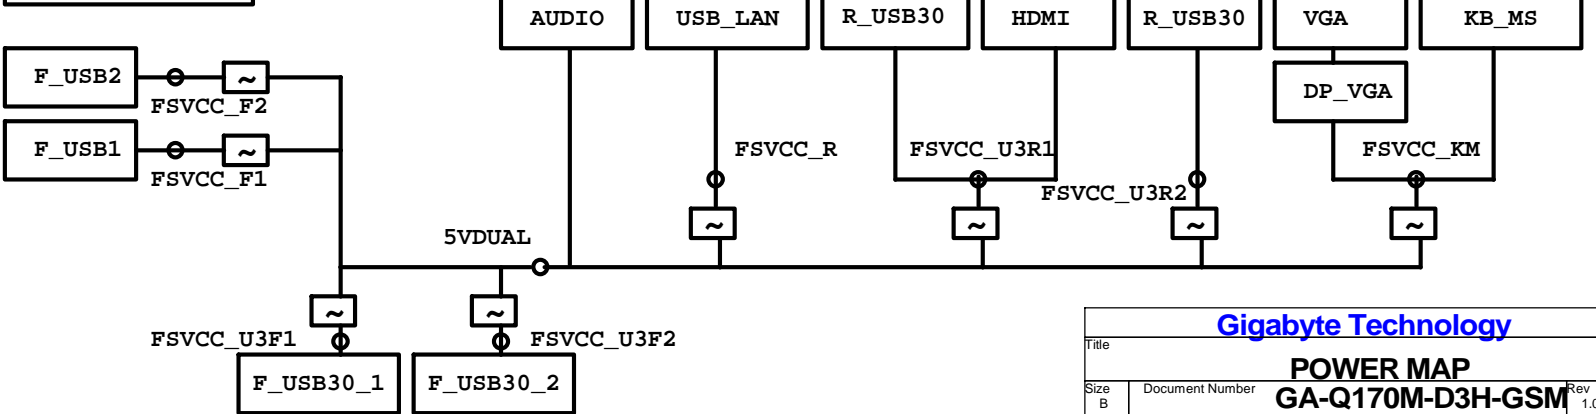 AUDIO USB_LAN R_USB30 HDMI R_USB30 VGA KB_MS
F_USB2 ~
FSVCC_F2
DP_VGA
F_USB1 ~
FSVCC_F1
FSVCC_R FSVCC_U3R1 FSVCC_KM
FSVCC_U3R2
~ ~ ~ ~
5VDUAL
~ ~
FSVCC_U3F1 FSVCC_U3F2
F_USB30_1 F_USB30_2
Gigabyte Technology
Title
POWER MAP
Size Document Number Rev
B GA-Q170M-D3H-GSM